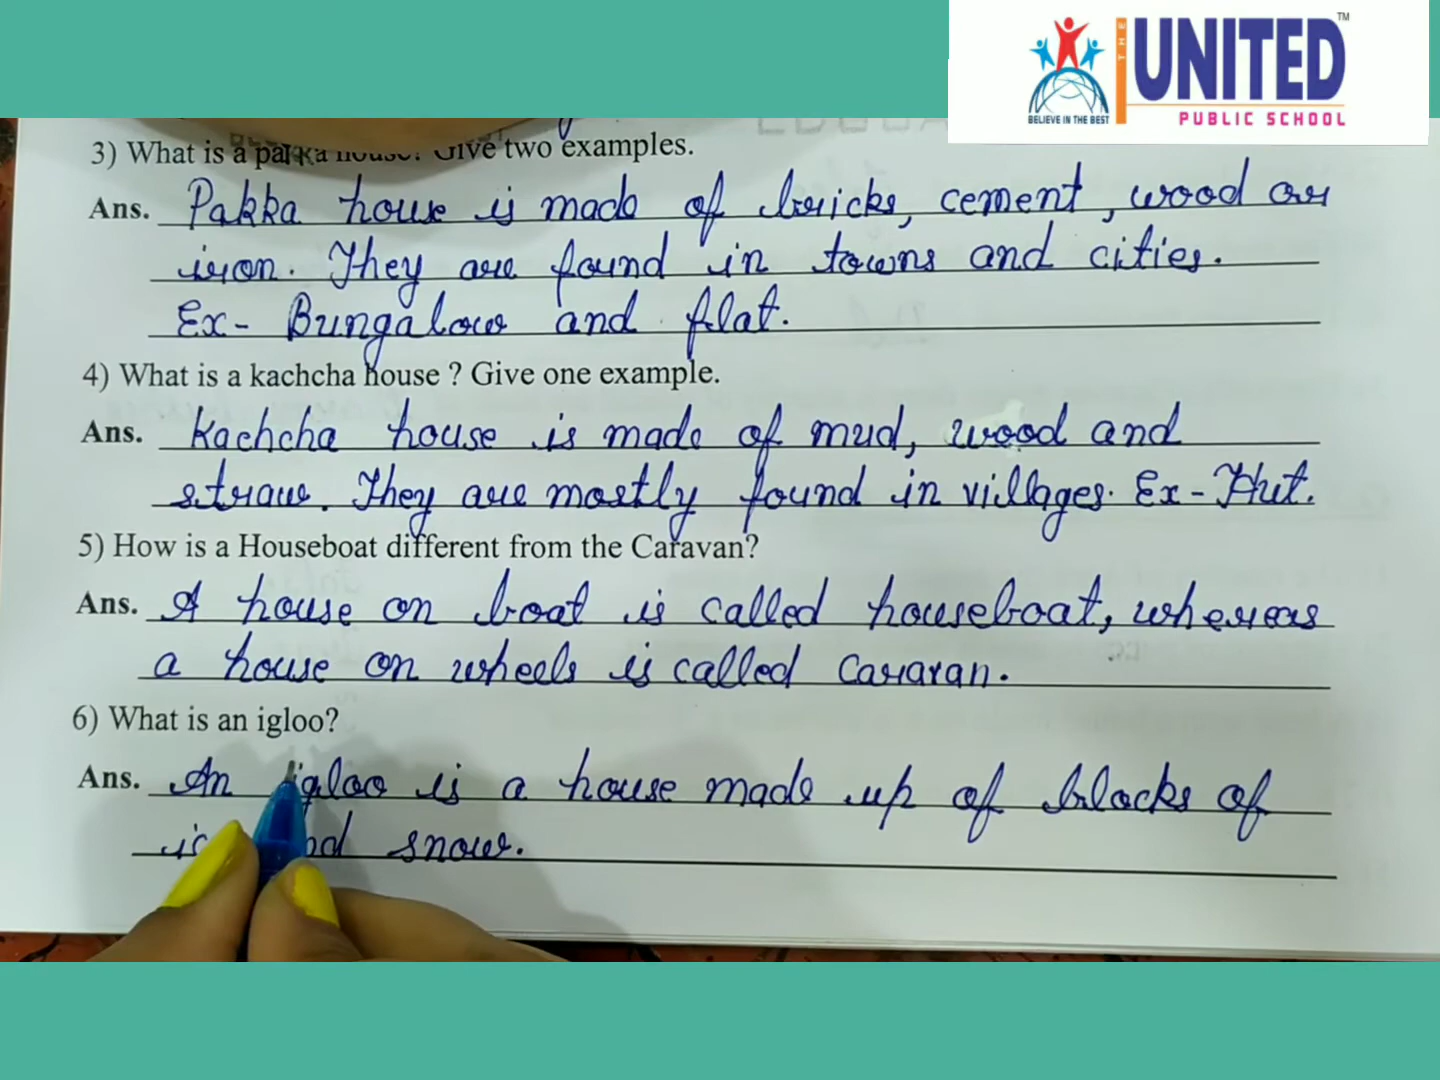 THE UNITED
TM
PUBLIC SCHOOL
BELIEVE IN THE BEST
3) What is a pakka house? Give two examples.
Ans. Pakka house is made of bricks, cement, wood or
iron. They are found in towns and cities.
Ex- Bungalow and flat.
4) What is a kachcha house ? Give one example.
Ans. Kachcha house is made of mud, wood and
straw. They are mostly found in villages. Ex - Hut.
5) How is a Houseboat different from the Caravan?
Ans. A house on boat is called houseboat, whereas
a house on wheels is called Caravan.
6) What is an igloo?
Ans. An igloo is a house made up of blocks of
snow.